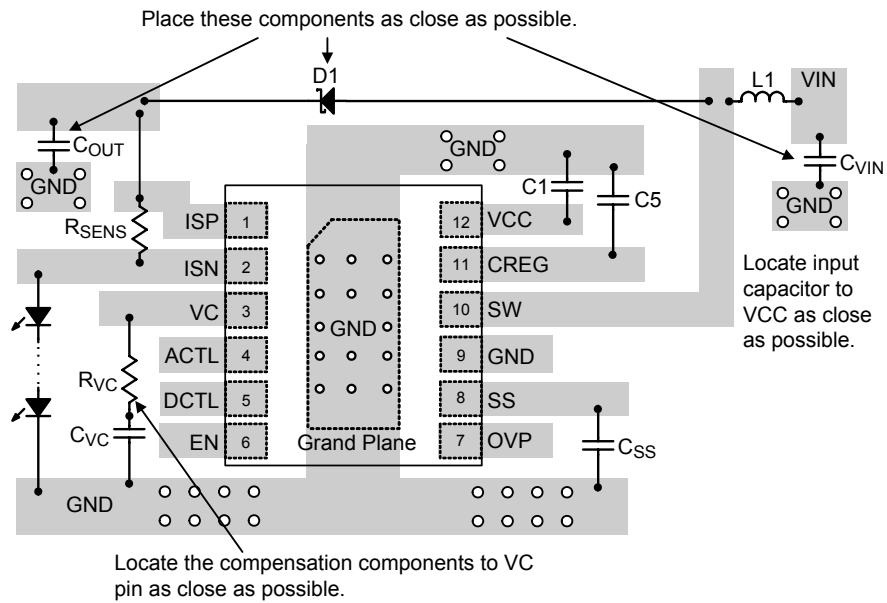 Place these components as close as possible.
D1
L1
VIN
COUT
GND
GND
C1
C5
CVIN
GND
RSENS
ISP
1
12
VCC
ISN
2
11
CREG
Locate input
capacitor to
VCC as close
as possible.
VC
3
10
SW
GND
ACTL
4
9
GND
RVC
DCTL
5
8
SS
CVC
EN
6
Grand Plane
7
OVP
CSS
GND
Locate the compensation components to VC
pin as close as possible.